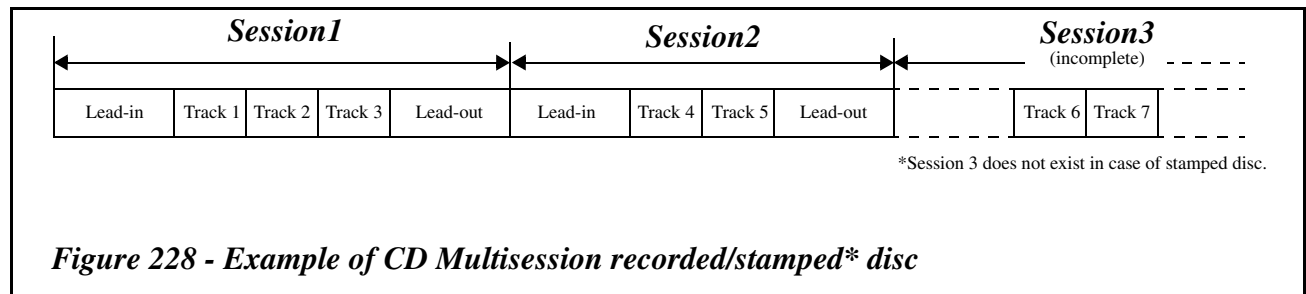 Session1 Session2 Session3
(incomplete)
Lead-in Track 1 Track 2 Track 3 Lead-out Lead-in Track 4 Track 5 Lead-out Track 6 Track 7
*Session 3 does not exist in case of stamped disc.
Figure 228 - Example of CD Multisession recorded/stamped* disc